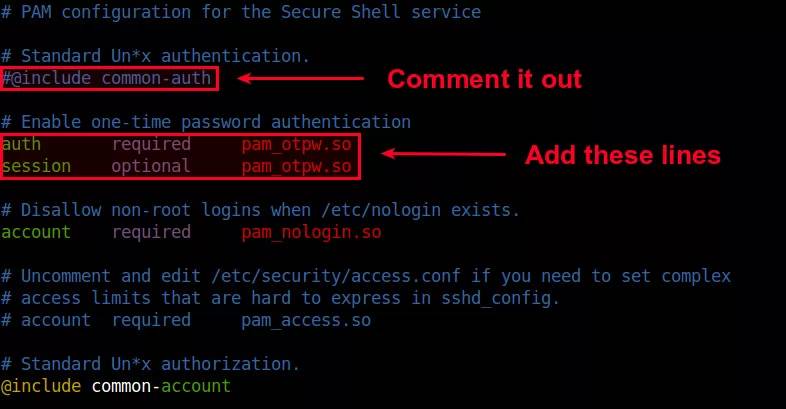 # PAM configuration for the Secure Shell service
# Standard Un*x authentication.
#@include common-auth
Comment it out
# Enable one-time password authentication
auth required pam_otpw.so
session optional pam_otpw.so
Add these lines
# Disallow non-root logins when /etc/nologin exists.
account required pam_nologin.so
# Uncomment and edit /etc/security/access.conf if you need to set complex
# access limits that are hard to express in sshd_config.
# account required pam_access.so
# Standard Un*x authorization.
@include common-account